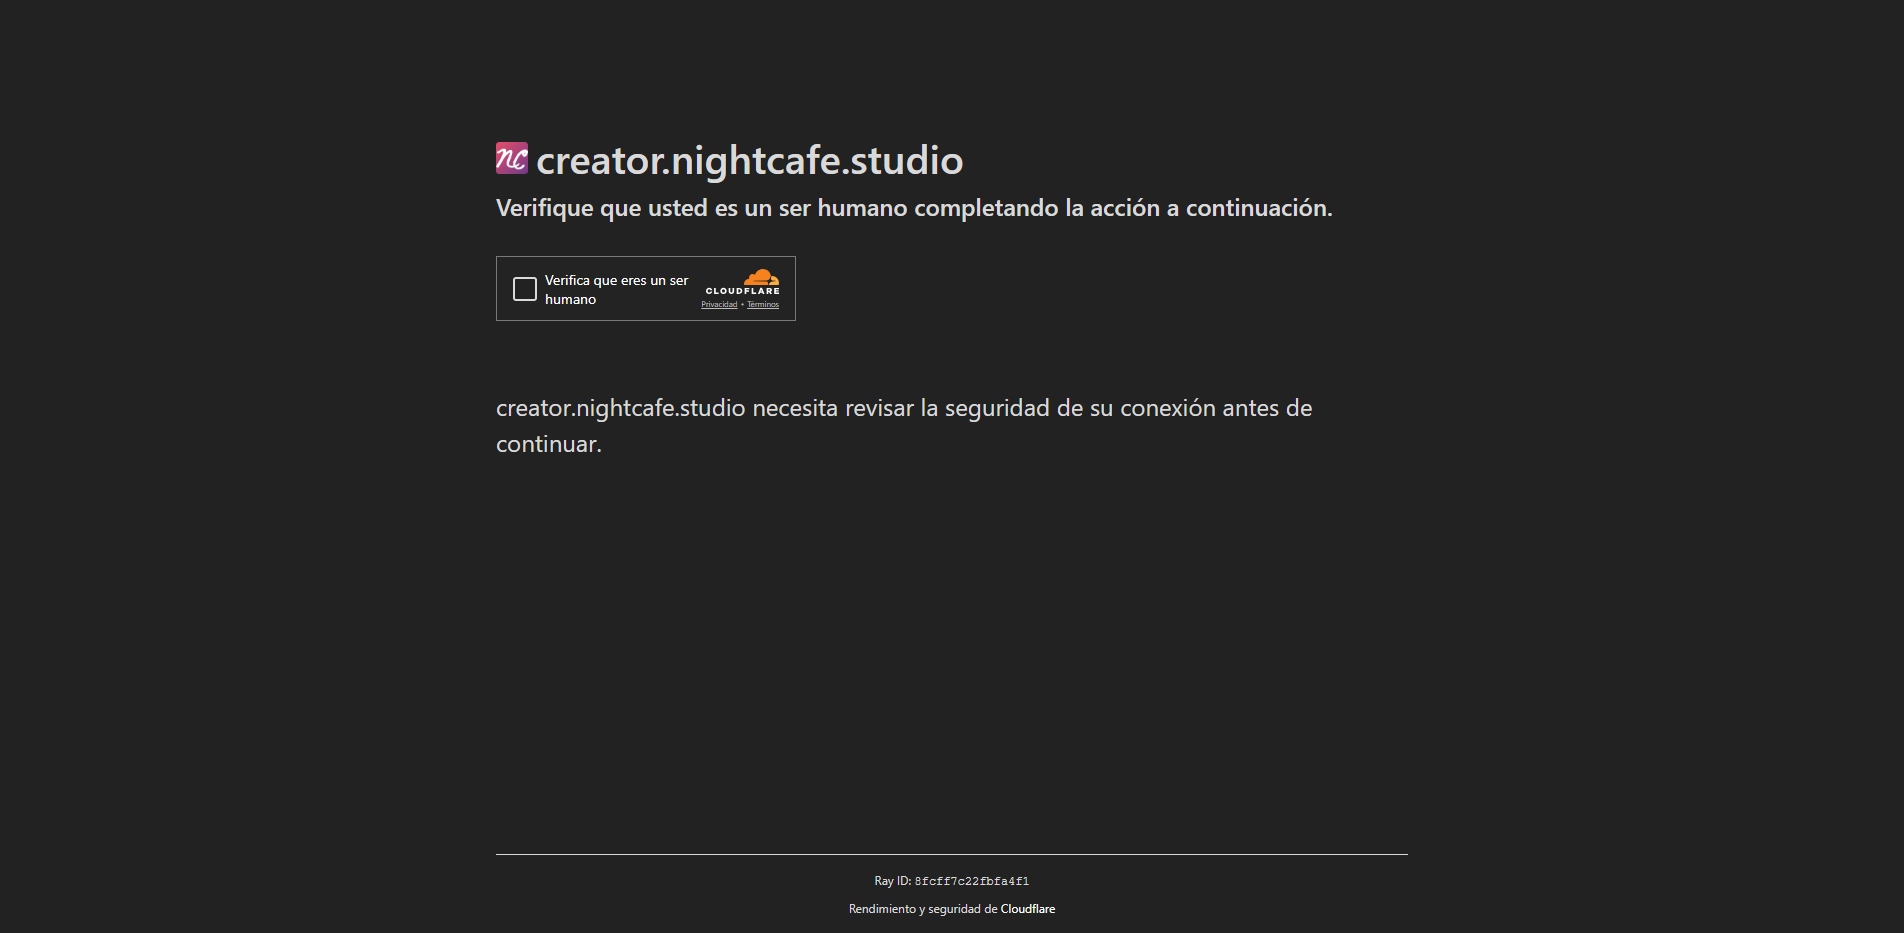 NC
creator.nightcafe.studio
Verifique que usted es un ser humano completando la acción a continuación.
Verifica que eres un ser
humano
CLOUDFLARE
Privacidad • Términos
creator.nightcafe.studio necesita revisar la seguridad de su conexión antes de
continuar.
Ray ID: 8fcff7c22fbfa4f1
Rendimiento y seguridad de Cloudflare